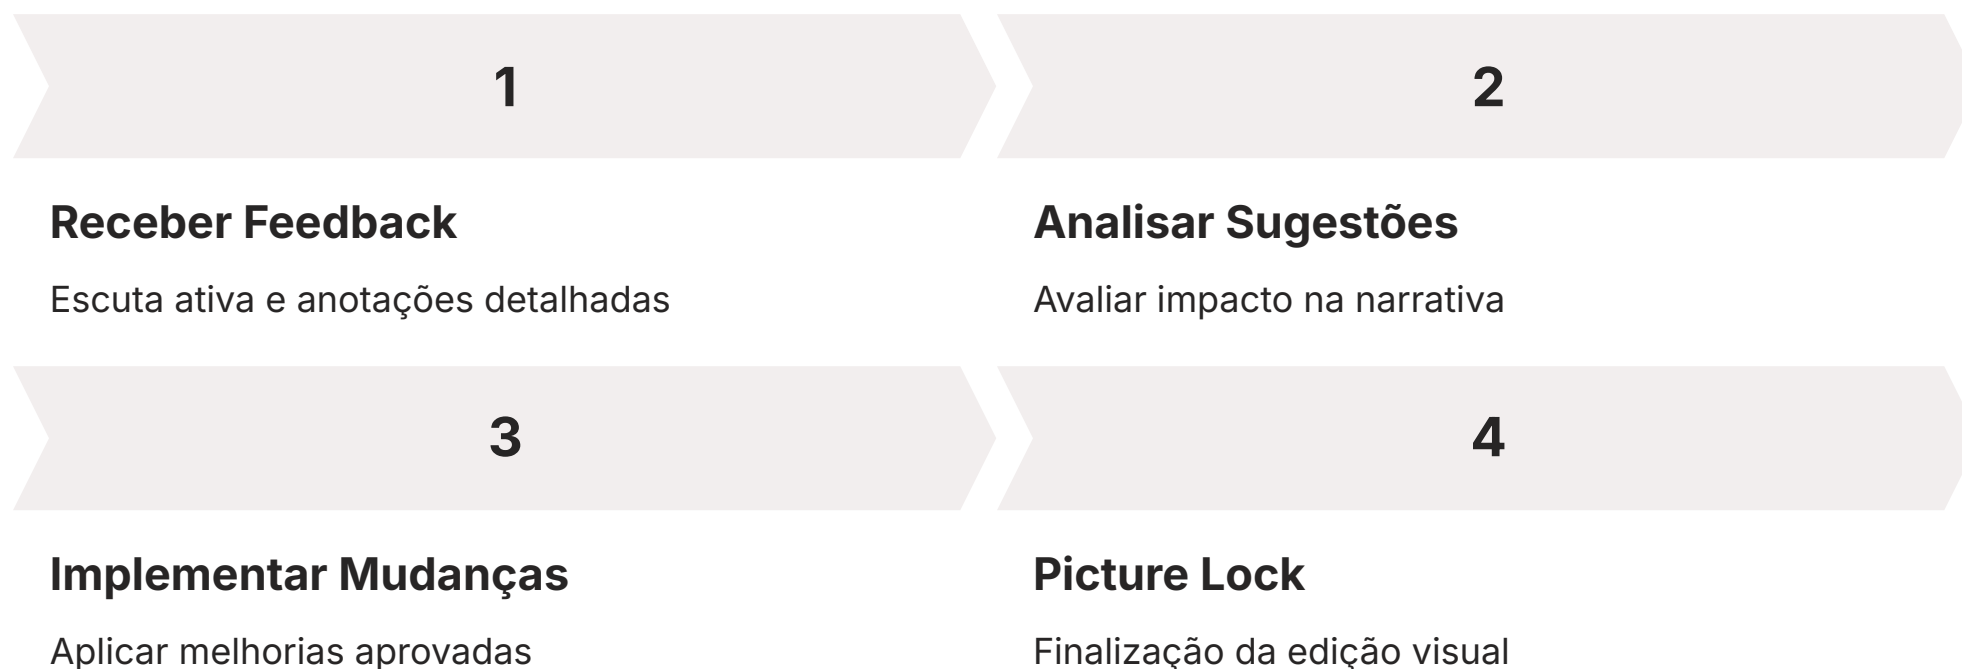 1
2
Receber Feedback
Analisar Sugestões
Escuta ativa e anotações detalhadas
Avaliar impacto na narrativa
3
4
Implementar Mudanças
Picture Lock
Aplicar melhorias aprovadas
Finalização da edição visual